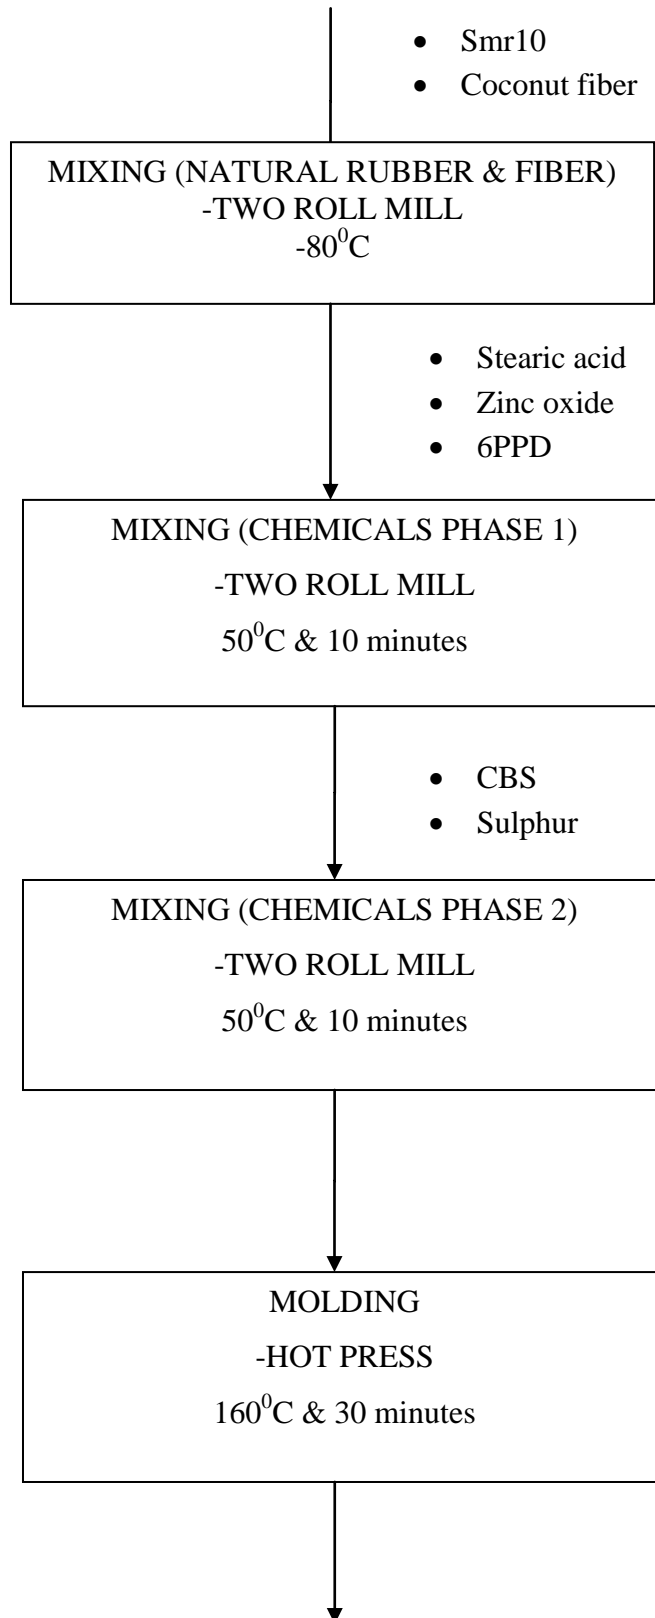 • Smr10
• Coconut fiber
MIXING (NATURAL RUBBER & FIBER)
-TWO ROLL MILL
-80⁰C
• Stearic acid
• Zinc oxide
• 6PPD
MIXING (CHEMICALS PHASE 1)
-TWO ROLL MILL
50⁰C & 10 minutes
• CBS
• Sulphur
MIXING (CHEMICALS PHASE 2)
-TWO ROLL MILL
50⁰C & 10 minutes
MOLDING
-HOT PRESS
160⁰C & 30 minutes